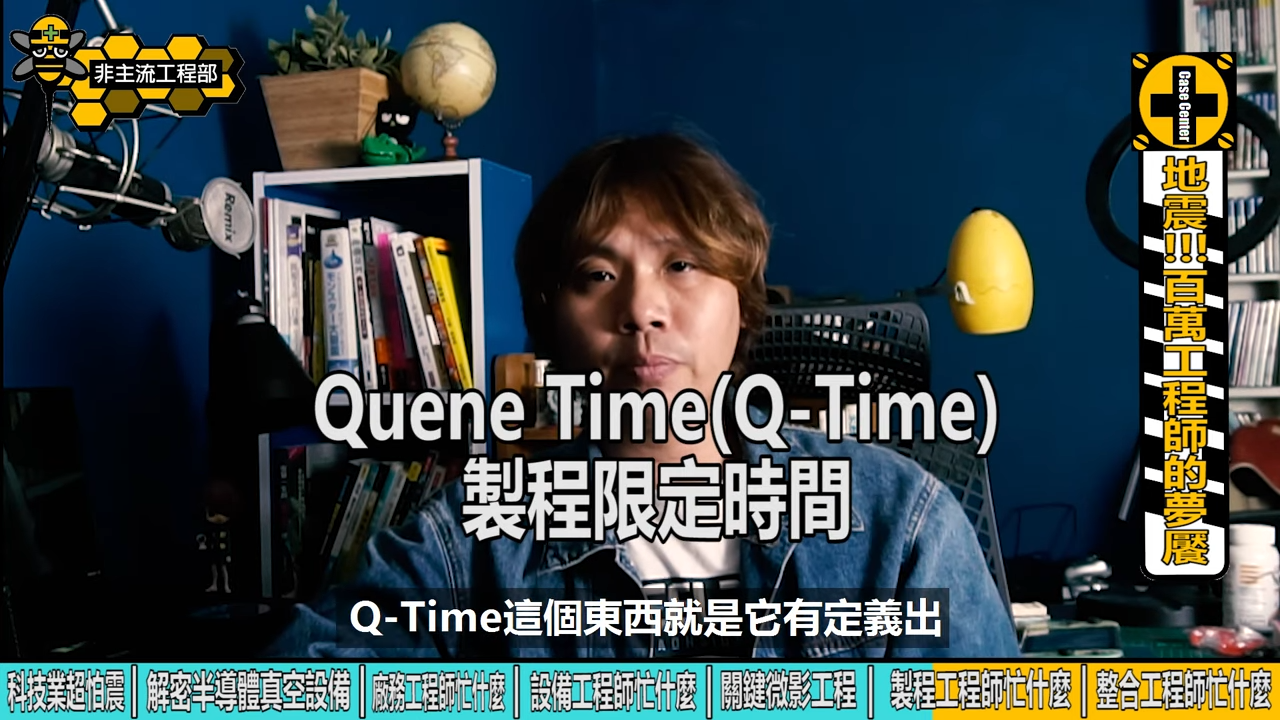 非主流工程部
Remix
Case Center
地震!!!百萬工程師的夢魘
Quene Time(Q-Time)
製程限定時間
Q-Time這個東西就是它有定義出
科技業超怕震|解密半導體真空設備|廠務工程師忙什麼|設備工程師忙什麼|關鍵微影工程|製程工程師忙什麼|整合工程師忙什麼